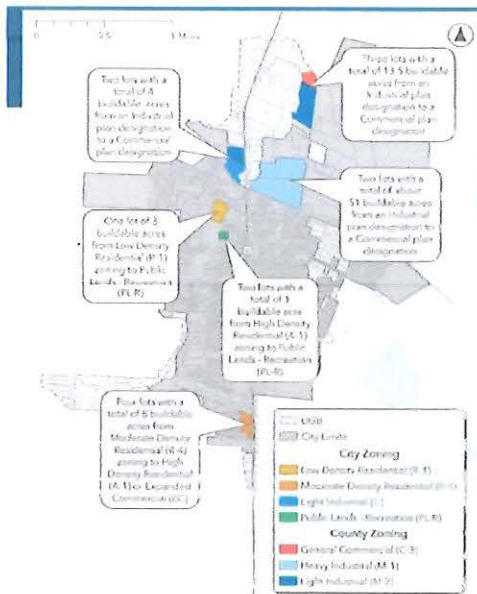 0
0.5
1 Miles
Two lots with a
total of 4
buildable acres
from an Industrial
plan designation
to a Commercial
plan designation
Three lots with a
total of 13.5 buildable
acres from an
Industrial plan
designation to a
Commercial plan
designation
Two lots with a
total of about
51 buildable acres
from an Industrial
plan designation to
a Commercial plan
designation
One lot of 3
buildable acres
from Low Density
Residential (R-1)
zoning to Public
Lands - Recreation
(PL-R)
Two lots with a
total of 1
buildable acre
from High Density
Residential (A-1)
zoning to Public
Lands - Recreation
(PL-R)
Four lots with a
total of 8 buildable
acres from
Moderate Density
Residential (R-4)
zoning to High
Density Residential
(A-1) or Expanded
Commercial (EC)
UGB
City Limits
City Zoning
Low Density Residential (R-1)
Moderate Density Residential (R-4)
Light Industrial
Public Lands - Recreation (PL-R)
County Zoning
General Commercial (C-3)
Heavy Industrial (M-1)
Light Industrial (M-2)